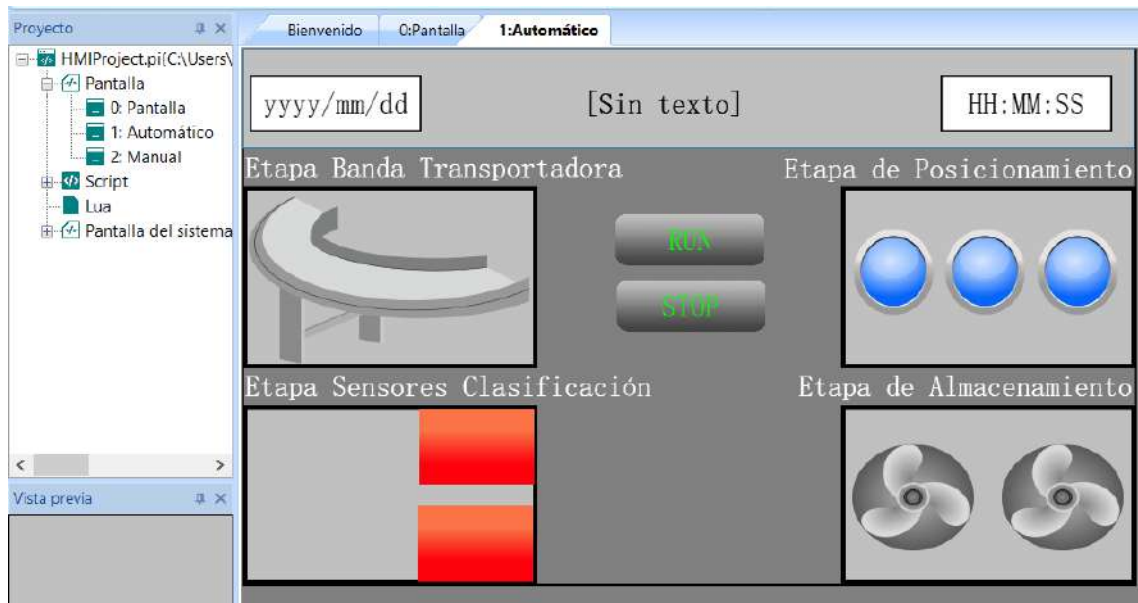 Proyecto
Bienvenido
0:Pantalla
1:Automático
HMIProject.pi(C:\Users\
Pantalla
0: Pantalla
1: Automático
2: Manual
Script
Lua
Pantalla del sistema
Vista previa
yyyy/mm/dd
[Sin texto]
HH:MM:SS
Etapa Banda Transportadora
Etapa de Posicionamiento
RUN
STOP
Etapa Sensores Clasificación
Etapa de Almacenamiento